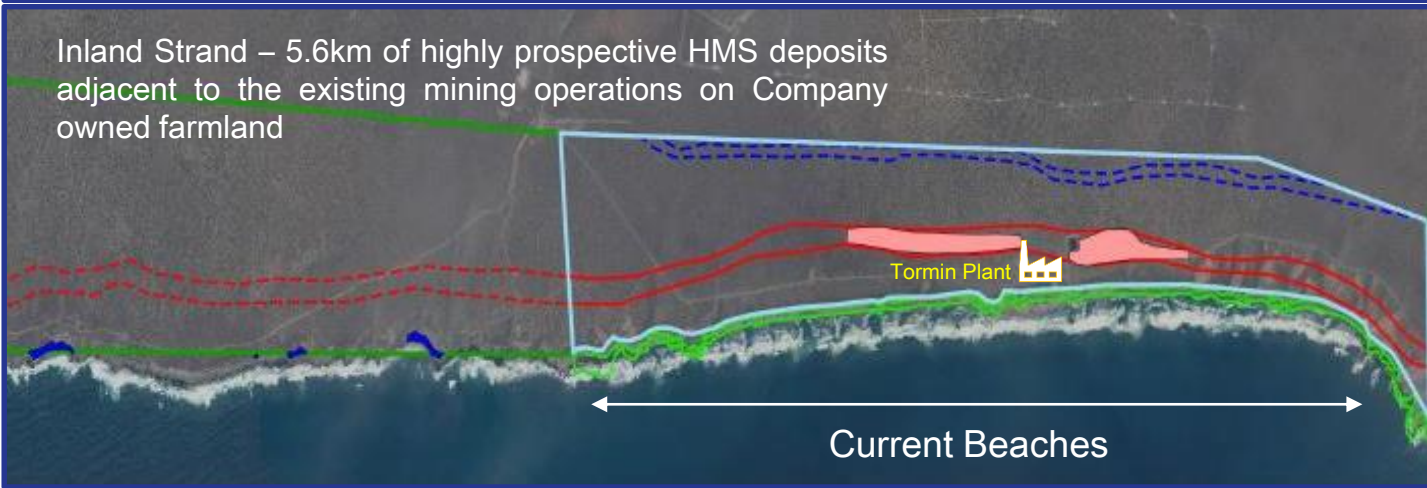 Inland Strand – 5.6km of highly prospective HMS deposits
adjacent to the existing mining operations on Company
owned farmland
Tormin Plant
Current Beaches